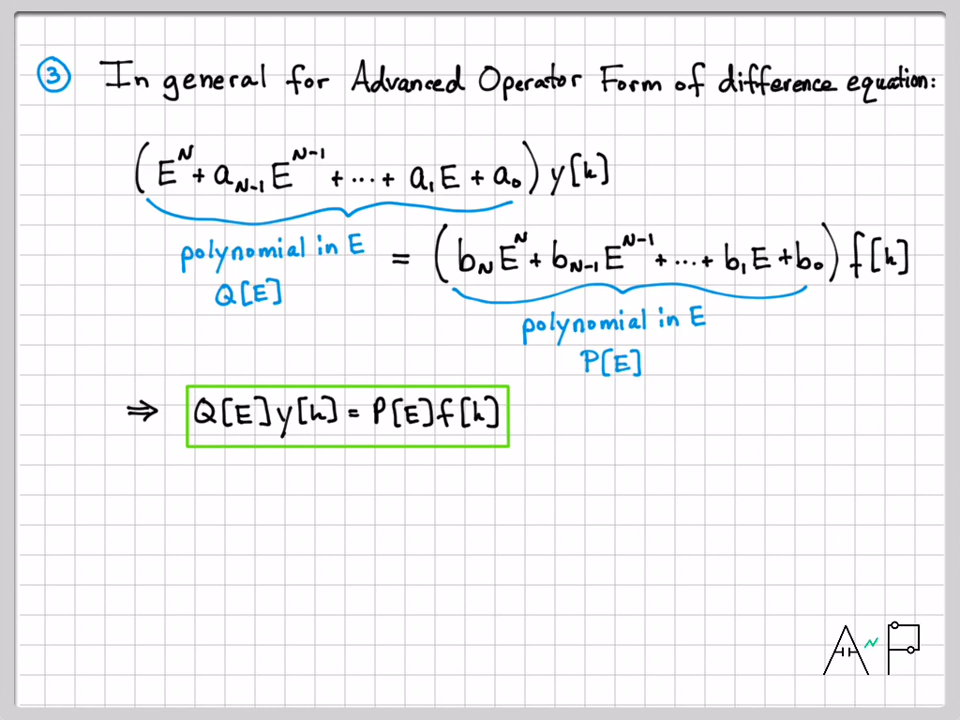 ③ In general for Advanced Operator Form of difference equation:
(E^N + a_{N-1} E^{N-1} + ... + a_1 E + a_0) y[k]
polynomial in E
Q[E]
= (b_N E^N + b_{N-1} E^{N-1} + ... + b_1 E + b_0) f[k]
polynomial in E
P[E]
⇒ Q[E] y[k] = P[E] f[k]
A~P